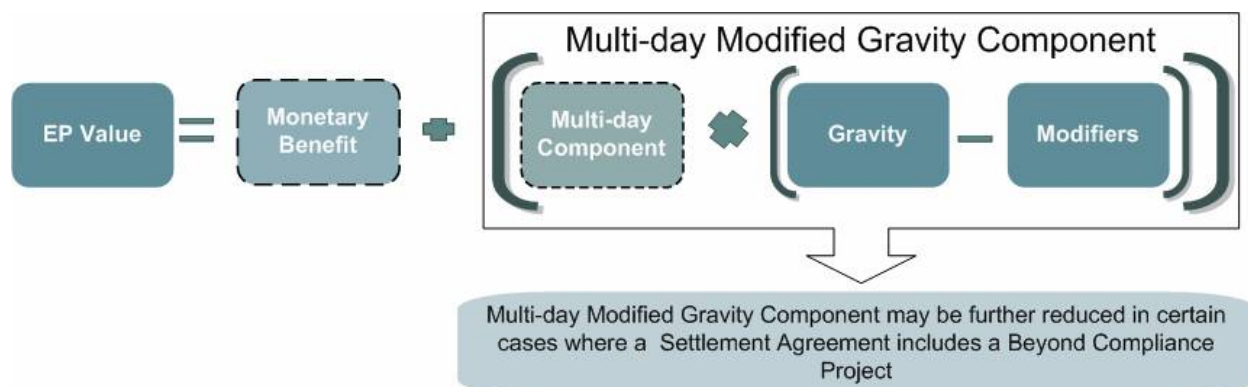 Multi-day Modified Gravity Component
EP Value
=
Monetary
Benefit
+
(
Multi-day
Component
×
(
Gravity
−
Modifiers
)
)
Multi-day Modified Gravity Component may be further reduced in certain
cases where a Settlement Agreement includes a Beyond Compliance
Project